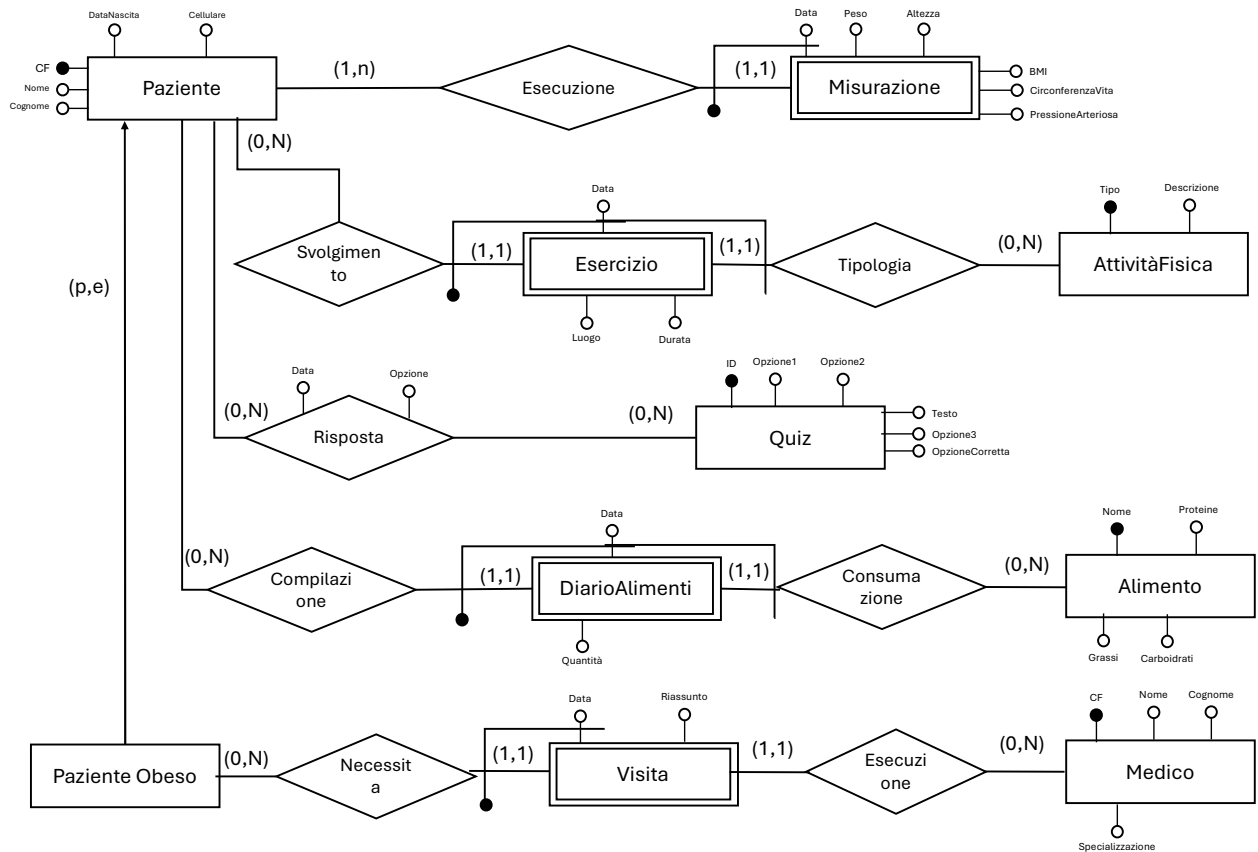 DataNascita
Cellulare
Data
Peso
Altezza
CF
Nome
Cognome
Paziente
(1,n)
Esecuzione
(1,1)
Misurazione
BMI
CirconferenzaVita
PressioneArteriosa
(0,N)
Data
Tipo
Descrizione
Svolgimen
to
(1,1)
Esercizio
(1,1)
Tipologia
(0,N)
AttivitàFisica
(p,e)
Luogo
Durata
Data
Opzione
ID
Opzione1
Opzione2
(0,N)
Risposta
(0,N)
Quiz
Testo
Opzione3
OpzioneCorretta
Data
Nome
Proteine
(0,N)
Compilazi
one
(1,1)
DiarioAlimenti
(1,1)
Consuma
zione
(0,N)
Alimento
Quantità
Grassi
Carboidrati
Data
Riassunto
CF
Nome
Cognome
Paziente Obeso
(0,N)
Necessit
a
(1,1)
Visita
(1,1)
Esecuzi
one
(0,N)
Medico
Specializzazione